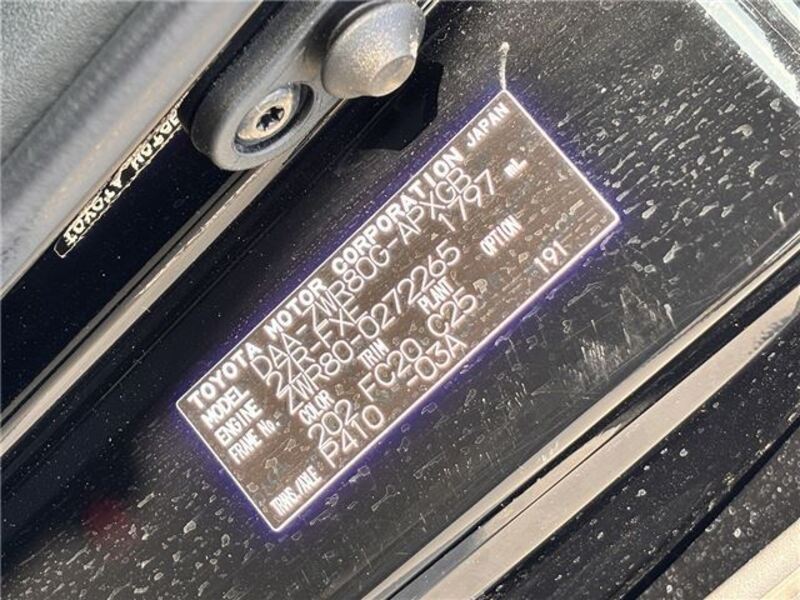 TOYOTA MOTOR CORPORATION JAPAN
MODEL DAA-ZWR80G-APXGB
ENGINE 2ZR-FXE 1797 mL
FRAME No. ZWR80-0272265
COLOR TRIM PLANT OPTION
202 FC20 C25 191
TRANS/AXLE P410 -03A